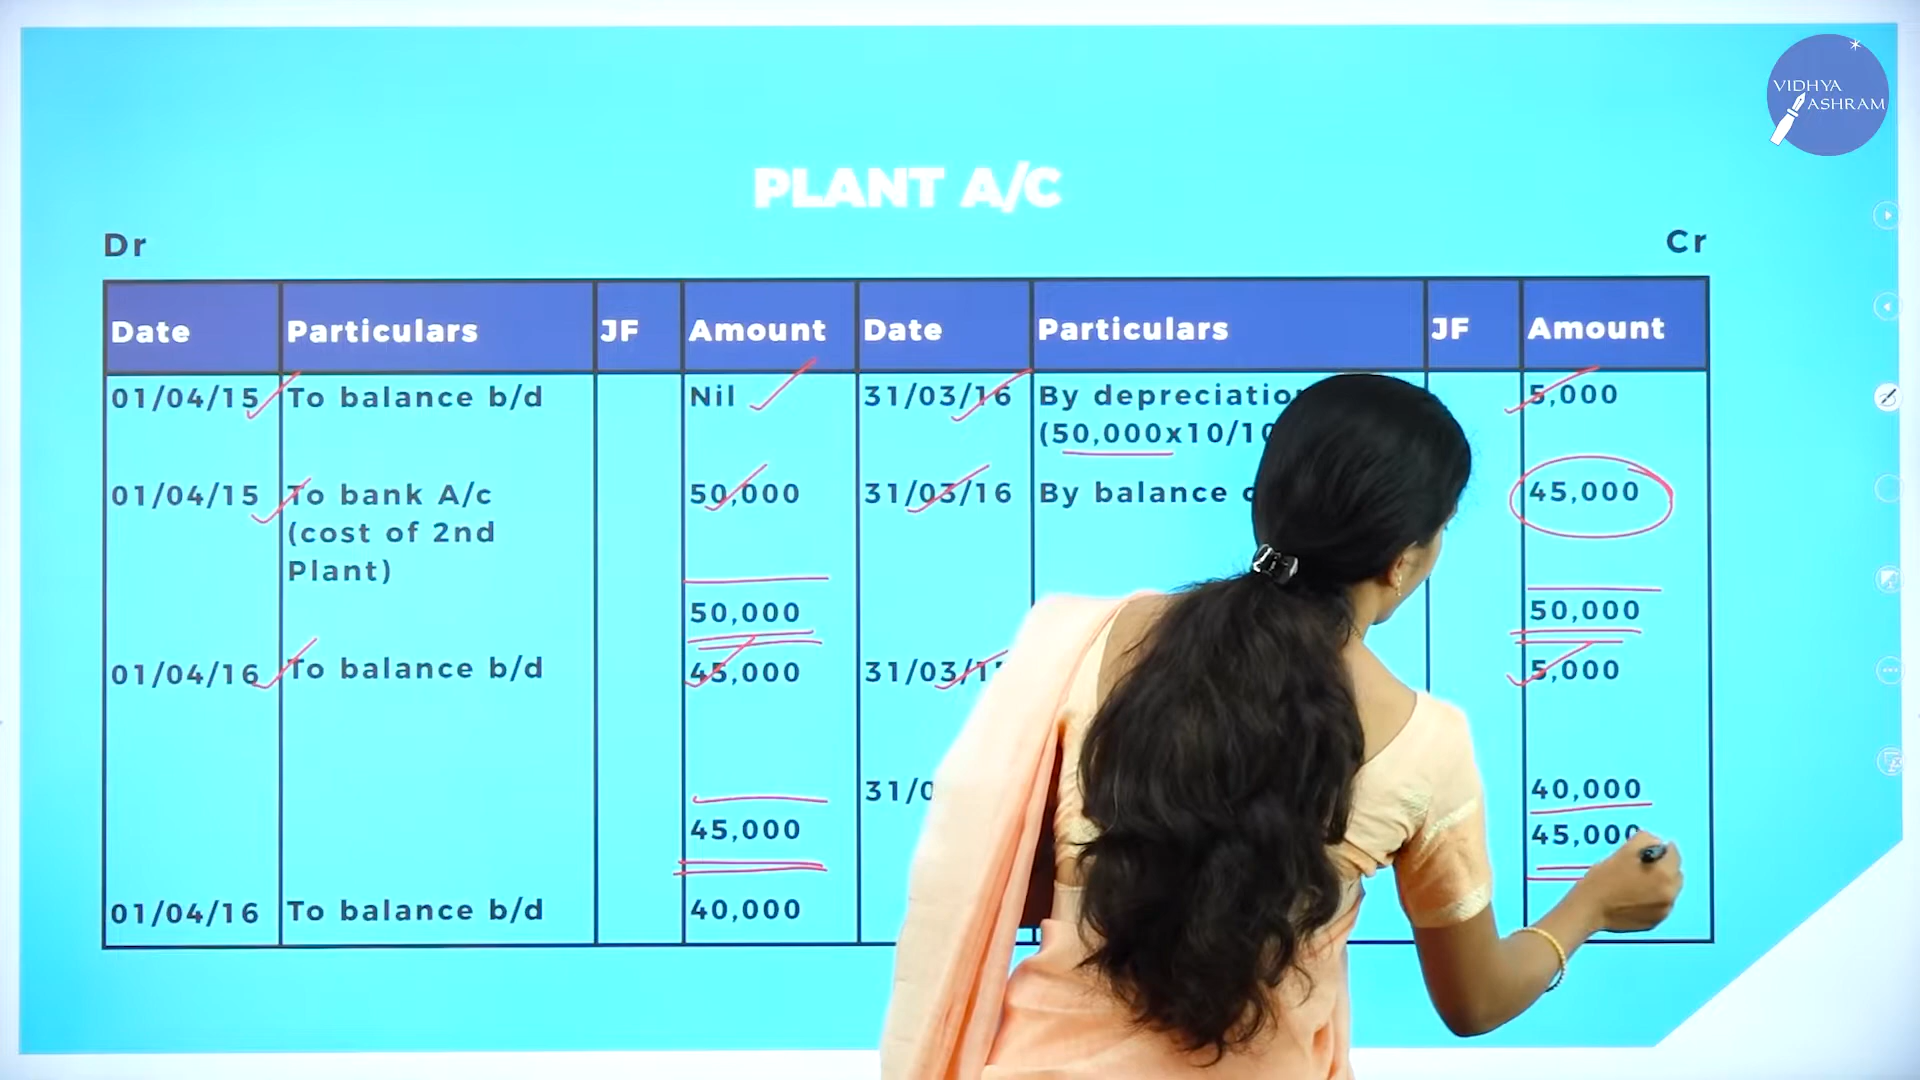 VIDHYA
ASHRAM
PLANT A/C
Dr Cr
Date Particulars JF Amount Date Particulars JF Amount
01/04/15 To balance b/d Nil 31/03/16 By 5,000
(50,000x10/
01/04/15 To bank A/c 50,000 31/03/16 By balance 45,000
(cost of 2nd
Plant)
50,000 50,000
01/04/16 To balance b/d 45,000 5,000
40,000
45,000 45,000
01/04/16 To balance b/d 40,000